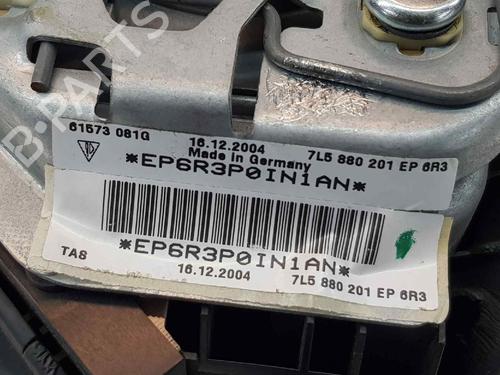 B-PARTS
61573 081G 16.12.2004 7L5 880 201 EP 6R3
Made in Germany
*EP6R3P0IN1AN*
*EP6R3P0IN1AN*
TAS 16.12.2004 7L5 880 201 EP 6R3